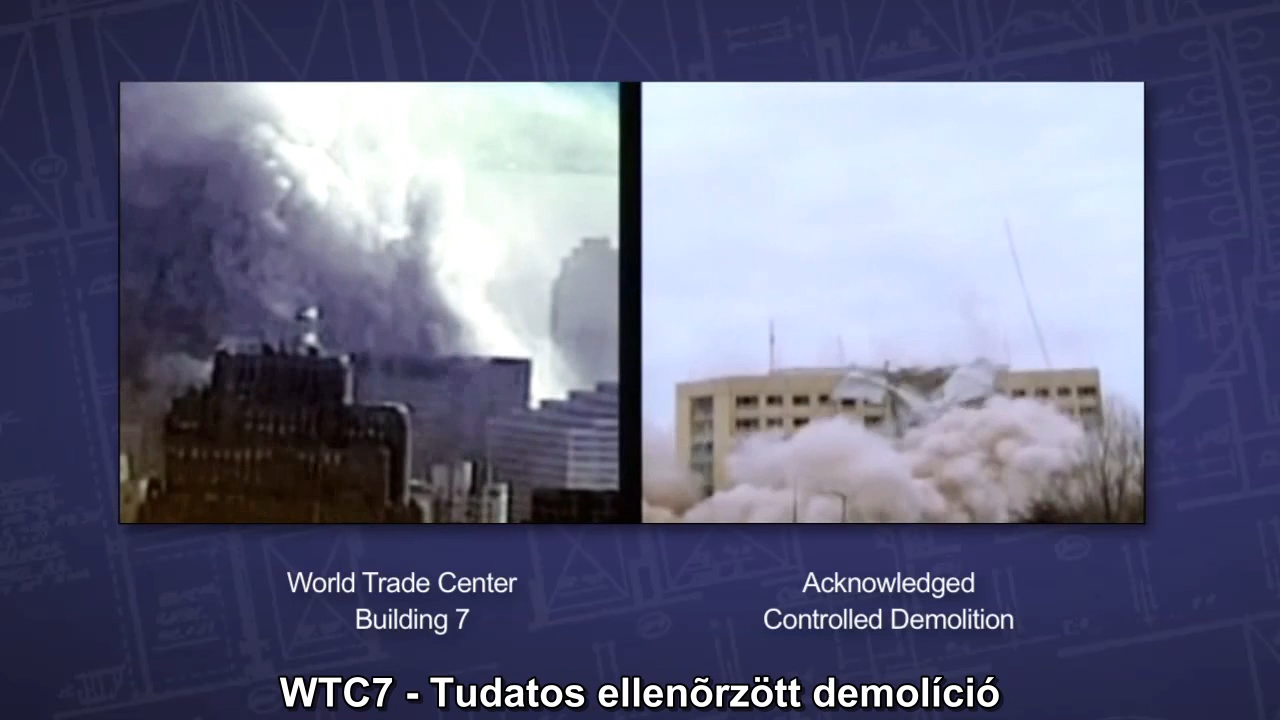 World Trade Center
Building 7
Acknowledged
Controlled Demolition
WTC7 - Tudatos ellenõrzött demolíció